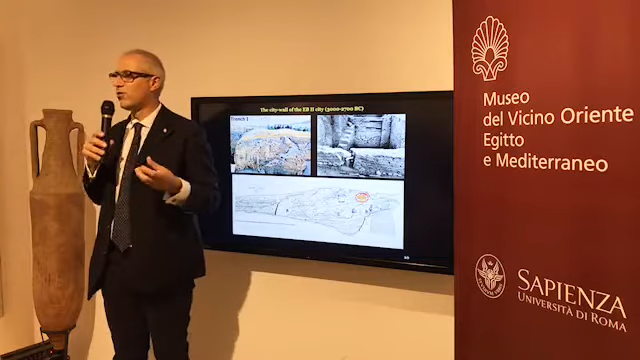 The city-wall of the EB II city (3000-2700 BC)
Trench I
Museo
del Vicino Oriente
Egitto
e Mediterraneo
SAPIENZA
UNIVERSITÀ DI ROMA